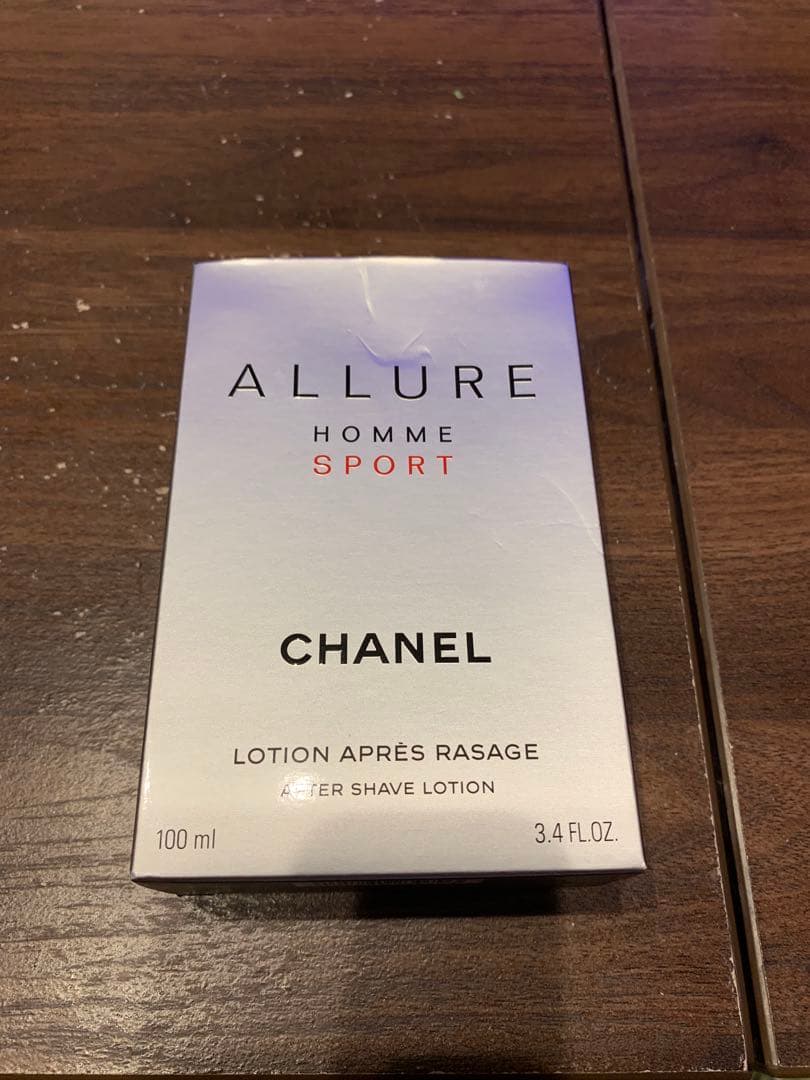 ALLURE
HOMME
SPORT
CHANEL
LOTION APRÈS RASAGE
AFTER SHAVE LOTION
100 ml
3.4 FL.OZ.